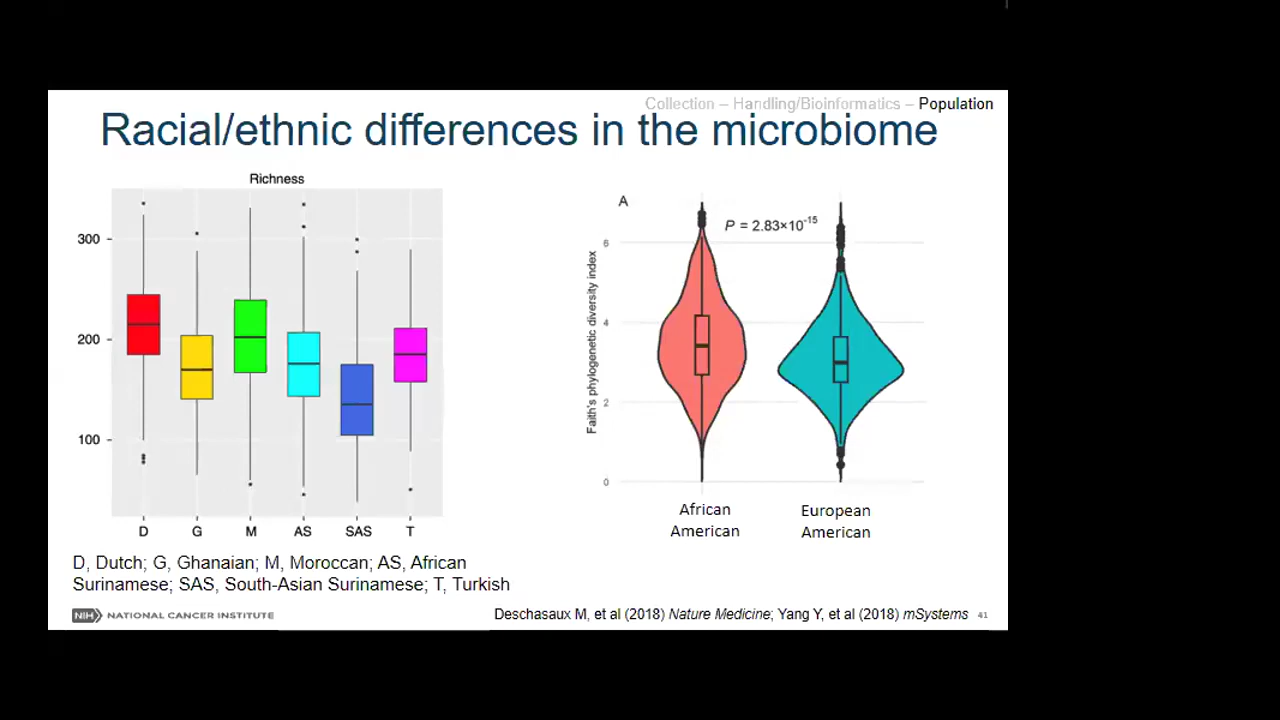 Collection – Handling/Bioinformatics – Population
Racial/ethnic differences in the microbiome
Richness
300
200
100
D G M AS SAS T
D, Dutch; G, Ghanaian; M, Moroccan; AS, African
Surinamese; SAS, South-Asian Surinamese; T, Turkish
A
P = 2.83×10-15
Faith's phylogenetic diversity index
6
4
2
0
African
American
European
American
NIH NATIONAL CANCER INSTITUTE
Deschasaux M, et al (2018) Nature Medicine; Yang Y, et al (2018) mSystems 41